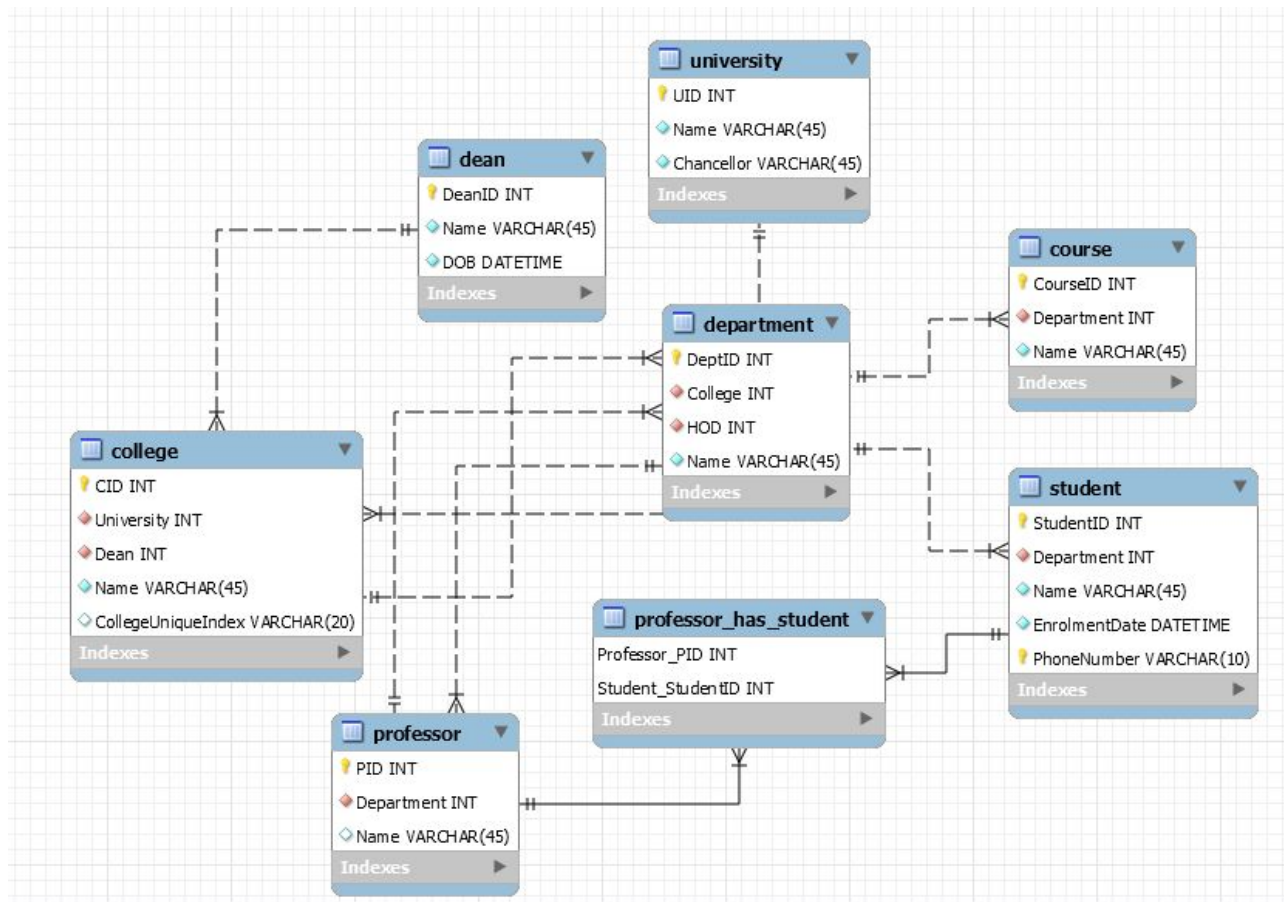 university
UID INT
Name VARCHAR(45)
Chancellor VARCHAR(45)
Indexes
dean
DeanID INT
Name VARCHAR(45)
DOB DATETIME
Indexes
course
CourseID INT
Department INT
Name VARCHAR(45)
Indexes
department
DeptID INT
College INT
HOD INT
Name VARCHAR(45)
Indexes
college
CID INT
University INT
Dean INT
Name VARCHAR(45)
CollegeUniqueIndex VARCHAR(20)
Indexes
student
StudentID INT
Department INT
Name VARCHAR(45)
EnrolmentDate DATETIME
PhoneNumber VARCHAR(10)
Indexes
professor_has_student
Professor_PID INT
Student_StudentID INT
Indexes
professor
PID INT
Department INT
Name VARCHAR(45)
Indexes